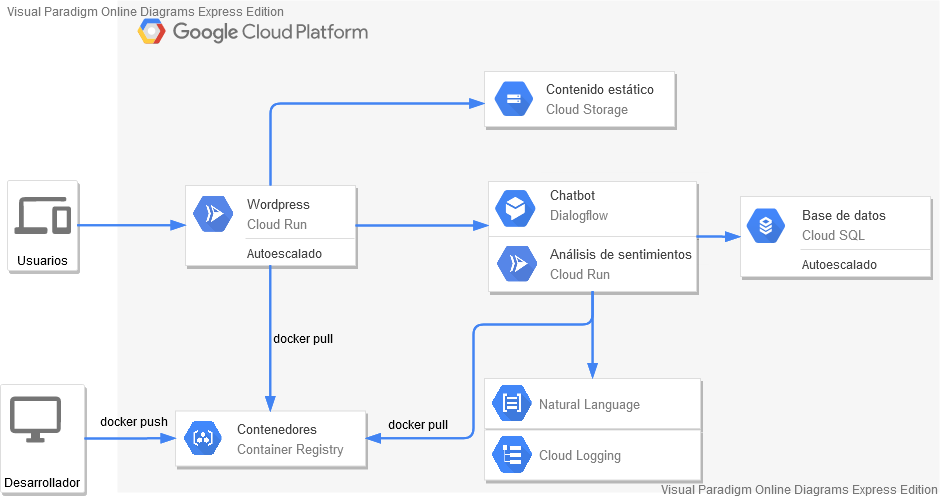 Visual Paradigm Online Diagrams Express Edition
Google Cloud Platform
Contenido estático
Cloud Storage
Wordpress
Cloud Run
Autoescalado
Chatbot
Dialogflow
Análisis de sentimientos
Cloud Run
Base de datos
Cloud SQL
Autoescalado
Usuarios
docker pull
docker push
docker pull
Contenedores
Container Registry
Natural Language
Cloud Logging
Desarrollador
Visual Paradigm Online Diagrams Express Edition